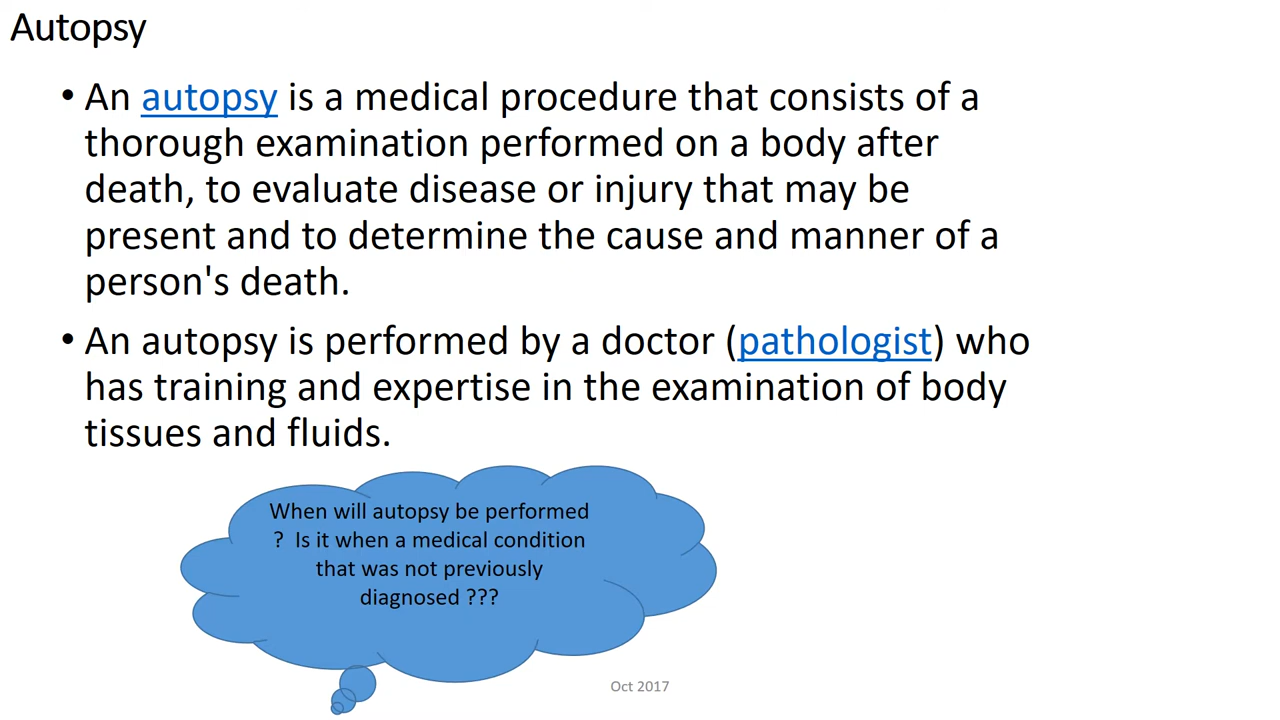 Autopsy
• An autopsy is a medical procedure that consists of a
thorough examination performed on a body after
death, to evaluate disease or injury that may be
present and to determine the cause and manner of a
person's death.
• An autopsy is performed by a doctor (pathologist) who
has training and expertise in the examination of body
tissues and fluids.
When will autopsy be performed
? Is it when a medical condition
that was not previously
diagnosed ???
Oct 2017